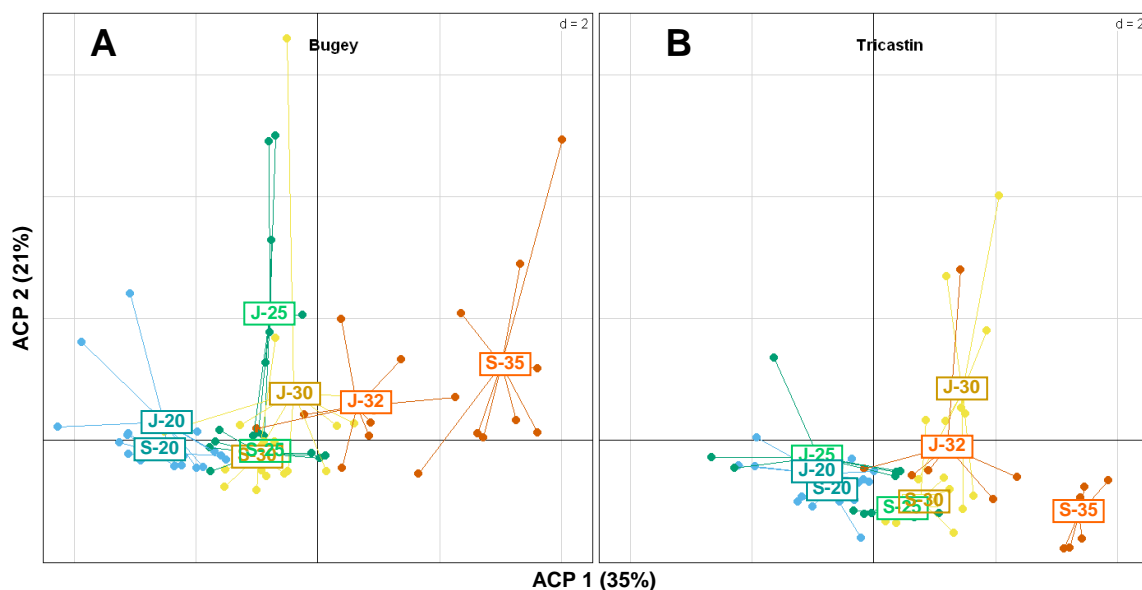 A
Bugey
d = 2
J-25
J-30
S-35
J-32
J-20
S-20
S-25
S-30
B
Tricastin
d = 2
J-30
J-32
J-25
J-20
S-20
S-30
S-25
S-35
ACP 2 (21%)
ACP 1 (35%)